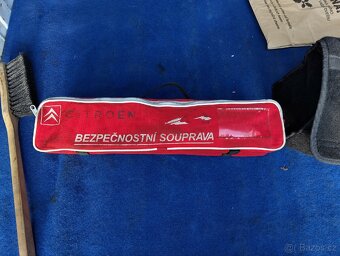 CITROËN
BEZPEČNOSTNÍ SOUPRAVA
Bazos.cz